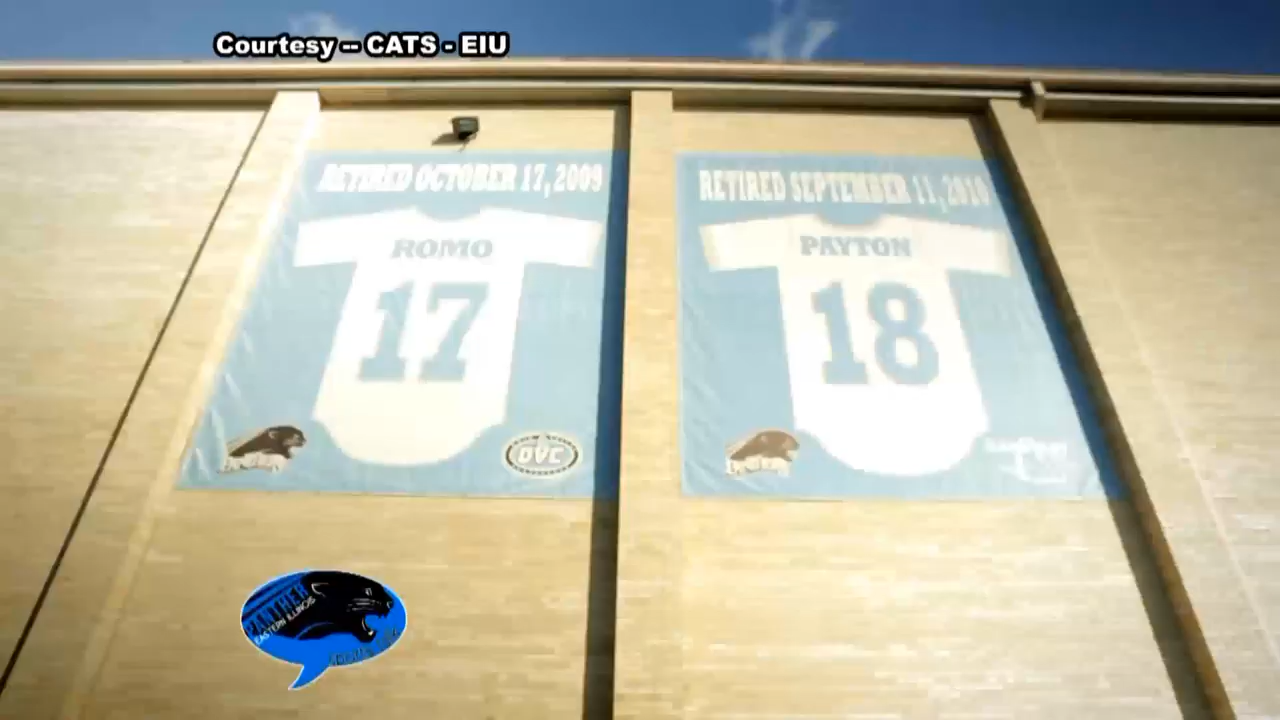 Courtesy -- CATS - EIU
RETIRED OCTOBER 17, 2009
ROMO
17
OVC
RETIRED SEPTEMBER 11, 2010
PAYTON
18
PANTHER
EASTERN ILLINOIS